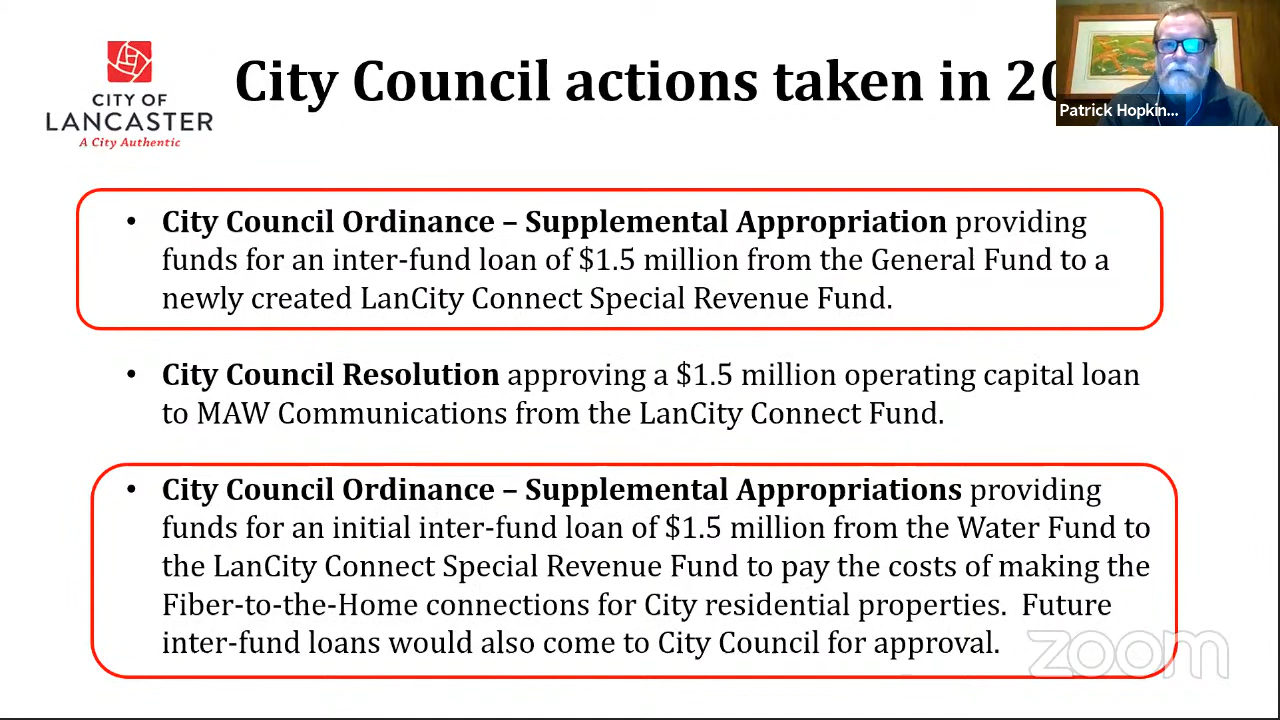 City Council actions taken in 20
CITY OF
LANCASTER
A City Authentic
Patrick Hopkin...
• City Council Ordinance – Supplemental Appropriation providing
funds for an inter-fund loan of $1.5 million from the General Fund to a
newly created LanCity Connect Special Revenue Fund.
• City Council Resolution approving a $1.5 million operating capital loan
to MAW Communications from the LanCity Connect Fund.
• City Council Ordinance – Supplemental Appropriations providing
funds for an initial inter-fund loan of $1.5 million from the Water Fund to
the LanCity Connect Special Revenue Fund to pay the costs of making the
Fiber-to-the-Home connections for City residential properties.  Future
inter-fund loans would also come to City Council for approval.
zoom